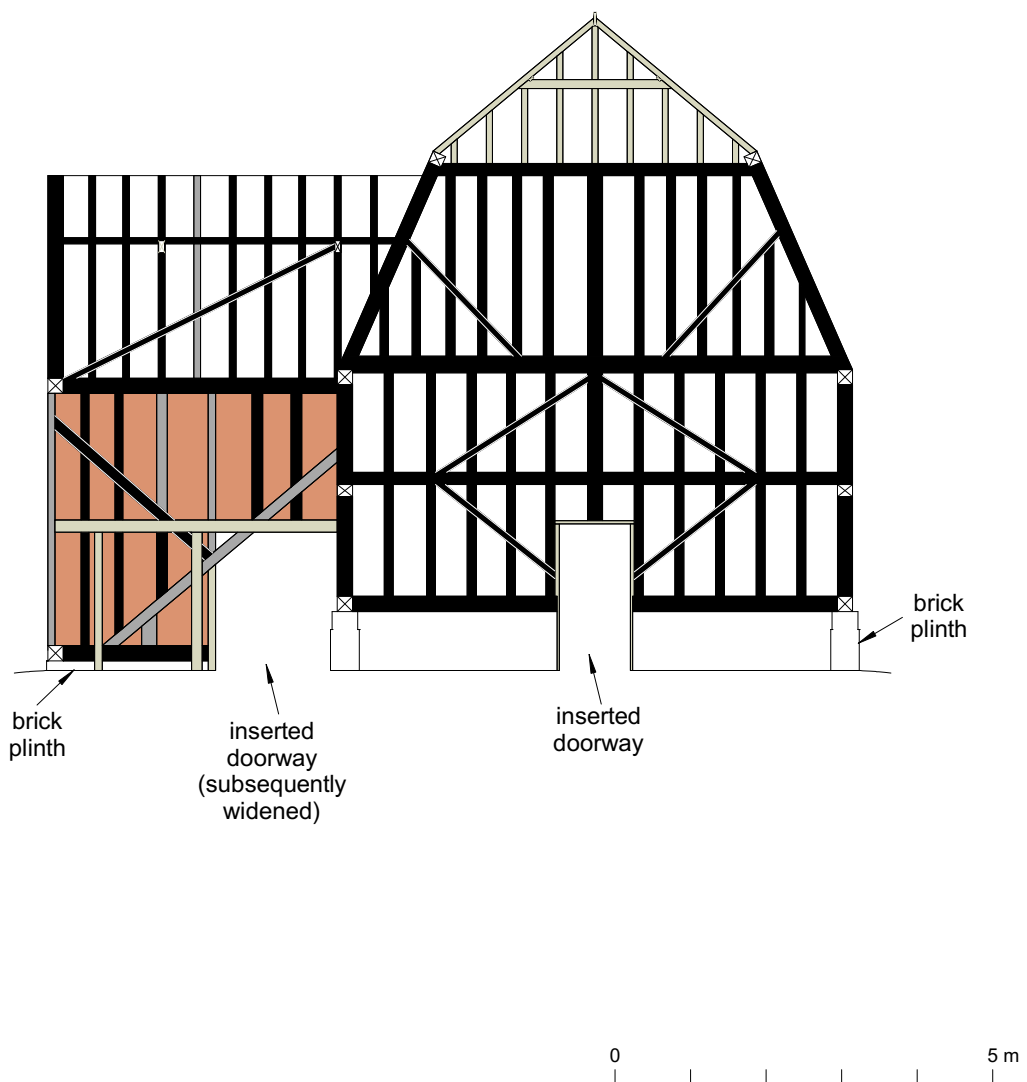 brick
plinth
brick
plinth
inserted
doorway
(subsequently
widened)
inserted
doorway
0
5 m